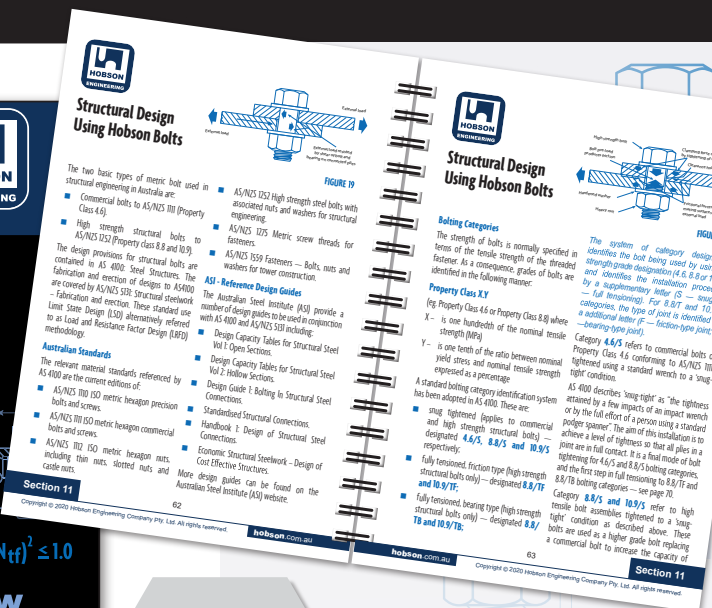 HOBSON
ENGINEERING
Structural Design
Using Hobson Bolts
FIGURE 19
The two basic types of metric bolt used in
structural engineering in Australia are:
Commercial bolts to AS/NZS 1111 (Property
Class 4.6).
High strength structural bolts to
AS/NZS 1252 (Property class 8.8 and 10.9).
The design provisions for structural bolts are
contained in AS 4100: Steel Structures. The
fabrication and erection of designs to AS4100
are covered by AS/NZS 5131: Structural steelwork
– Fabrication and erection. These standard use
Limit State Design (LSD) alternatively referred
to as Load and Resistance Factor Design (LRFD)
methodology.
Australian Standards
The relevant material standards referenced by
AS 4100 are the current editions of:
AS/NZS 1110 ISO metric hexagon precision
bolts and screws.
AS/NZS 1111 ISO metric hexagon commercial
bolts and screws.
AS/NZS 1112 ISO metric hexagon nuts,
including thin nuts, slotted nuts and
castle nuts.
AS/NZS 1252 High strength steel bolts with
associated nuts and washers for structural
engineering.
AS/NZS 1275 Metric screw threads for
fasteners.
AS/NZS 1559 Fasteners — Bolts, nuts and
washers for tower construction.
ASI - Reference Design Guides
The Australian Steel Institute (ASI) provide a
number of design guides to be used in conjunction
with AS 4100 and AS/NZS 5131 including:
Design Capacity Tables for Structural Steel
Vol 1: Open Sections.
Design Capacity Tables for Structural Steel
Vol 2: Hollow Sections.
Design Guide 1: Bolting In Structural Steel
Connections.
Standardised Structural Connections.
Handbook 1: Design of Structural Steel
Connections.
Economic Structural Steelwork – Design of
Cost Effective Structures.
More design guides can be found on the
Australian Steel Institute (ASI) website.
Section 11
62
Copyright © 2020 Hobson Engineering Company Pty. Ltd. All rights reserved.
hobson.com.au
HOBSON
ENGINEERING
Structural Design
Using Hobson Bolts
Bolting Categories
The strength of bolts is normally specified in
terms of the tensile strength of the threaded
fastener. As a consequence, grades of bolts are
identified in the following manner:
Property Class X.Y
(eg. Property Class 4.6 or Property Class 8.8) where
X – is one hundredth of the nominal tensile
strength (MPa)
Y – is one tenth of the ratio between nominal
yield stress and nominal tensile strength
expressed as a percentage
A standard bolting category identification system
has been adopted in AS 4100. These are:
snug tightened (applies to commercial
and high strength structural bolts) —
designated 4.6/S, 8.8/S and 10.9/S
respectively;
fully tensioned, friction type (high strength
structural bolts only) — designated 8.8/TF
and 10.9/TF;
fully tensioned, bearing type (high strength
structural bolts only) — designated 8.8/
TB and 10.9/TB;
The system of category design
identifies the bolt being used by usin
strength grade designation (4.6, 8.8 or 1
and identifies the installation proced
by a supplementary letter (S — snug
— full tensioning). For 8.8/T and 10.
categories, the type of joint is identified
a additional letter (F — friction-type joint;
—bearing-type joint).
Category 4.6/S refers to commercial bolts o
Property Class 4.6 conforming to AS/NZS 1111
tightened using a standard wrench to a 'snug-
tight' condition.
AS 4100 describes 'snug-tight' as "the tightness
attained by a few impacts of an impact wrench
or by the full effort of a person using a standard
podger spanner". The aim of this installation is to
achieve a level of tightness so that all plies in a
joint are in full contact. It is a final mode of bolt
tightening for 4.6/S and 8.8/S bolting categories,
and the first step in full tensioning to 8.8/TF and
8.8/TB bolting categories — see page 70.
Category 8.8/S and 10.9/S refer to high
tensile bolt assembles tightened to a 'snug-
tight' condition as described above. These
bolts are used as a higher grade bolt replacing
a commercial bolt to increase the capacity of
hobson.com.au
63
Copyright © 2020 Hobson Engineering Company Pty. Ltd. All rights reserved.
Section 11